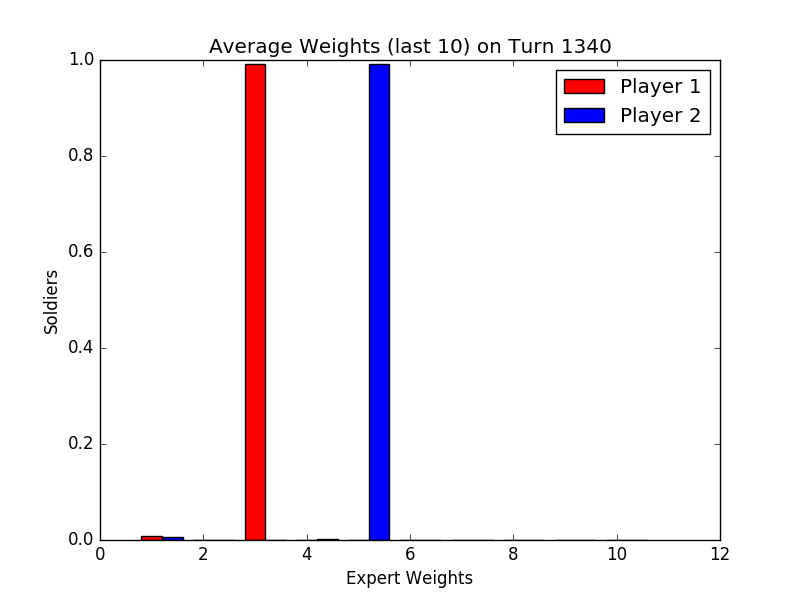 Average Weights (last 10) on Turn 1340
1.0
0.8
0.6
0.4
0.2
0.0
Soldiers
Player 1
Player 2
0 2 4 6 8 10 12
Expert Weights